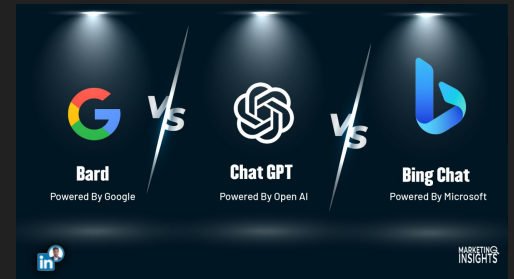 VS
VS
Bard
Chat GPT
Bing Chat
Powered By Google
Powered By Open AI
Powered By Microsoft
in
MARKETING
INSIGHTS